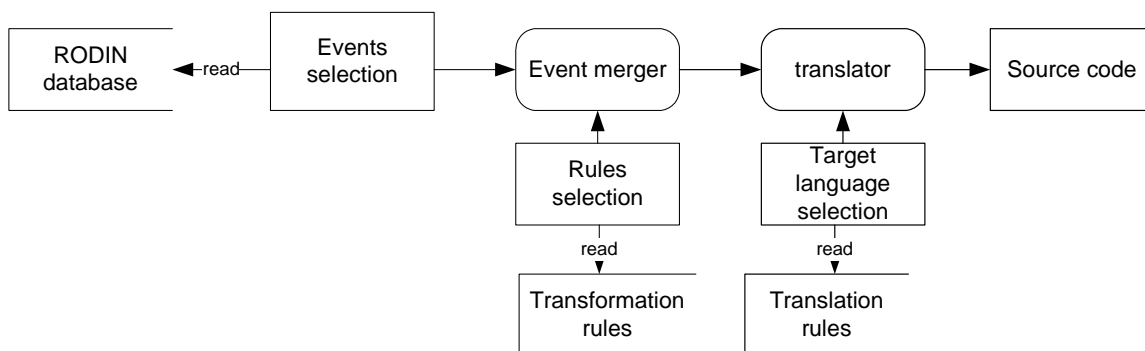 RODIN
database
read
Events
selection
Event merger
translator
Source code
Rules
selection
Target
language
selection
read
read
Transformation
rules
Translation
rules